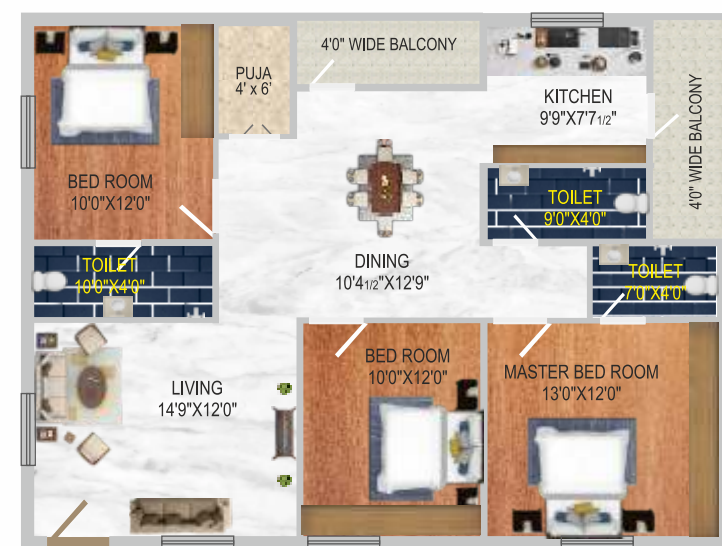 4'0" WIDE BALCONY
PUJA
4' x 6'
KITCHEN
9'9"X7'7 1/2"
4'0" WIDE BALCONY
BED ROOM
10'0"X12'0"
TOILET
9'0"X4'0"
TOILET
10'0"X4'0"
DINING
10'4 1/2"X12'9"
TOILET
7'0"X4'0"
LIVING
14'9"X12'0"
BED ROOM
10'0"X12'0"
MASTER BED ROOM
13'0"X12'0"